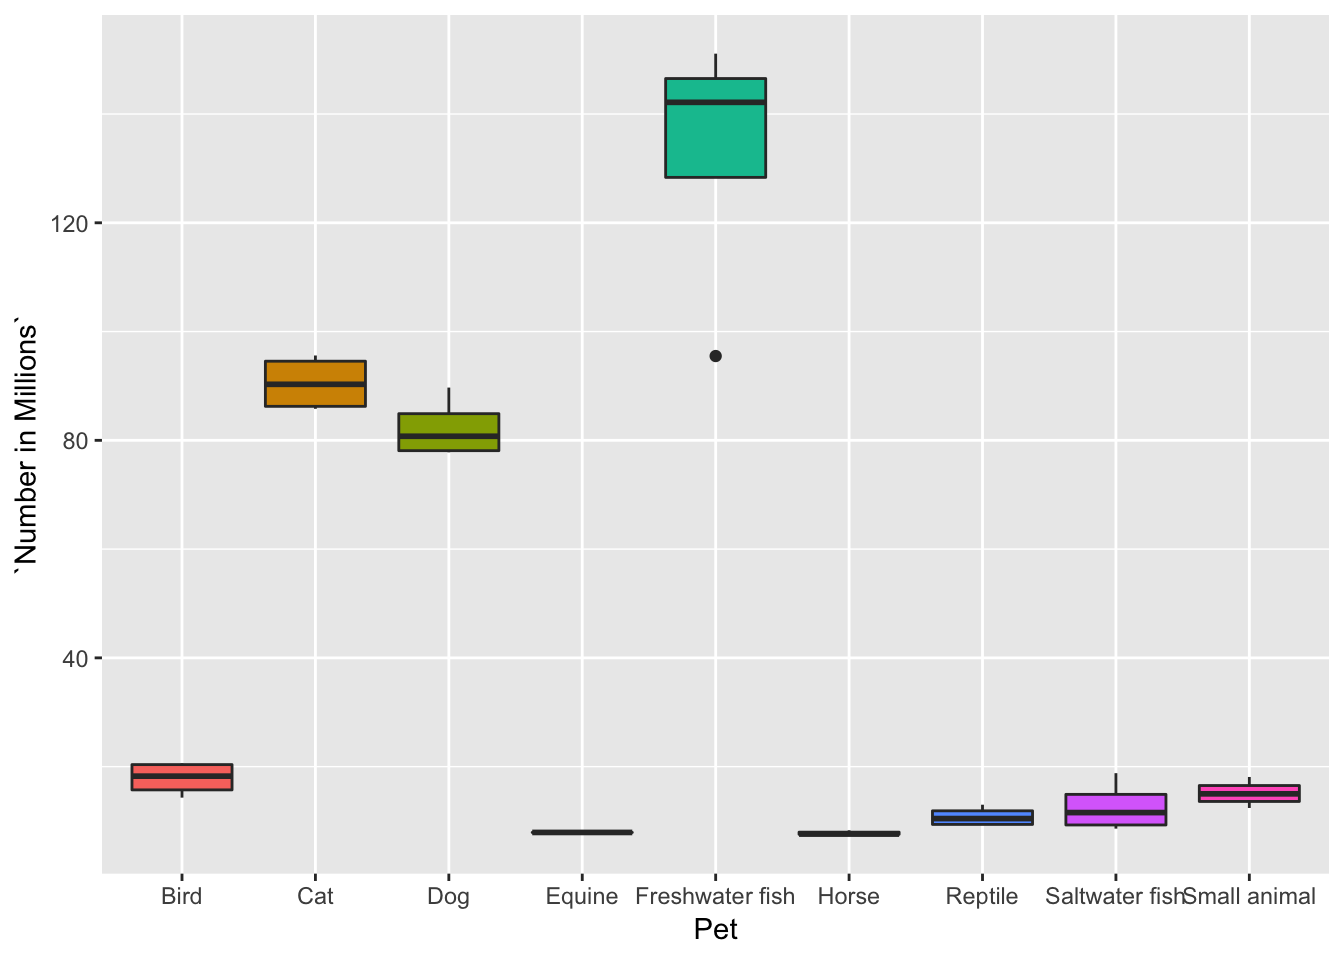 `Number in Millions`
120
80
40
Bird
Cat
Dog
Equine
Freshwater fish
Horse
Reptile
Saltwater fish
Small animal
Pet